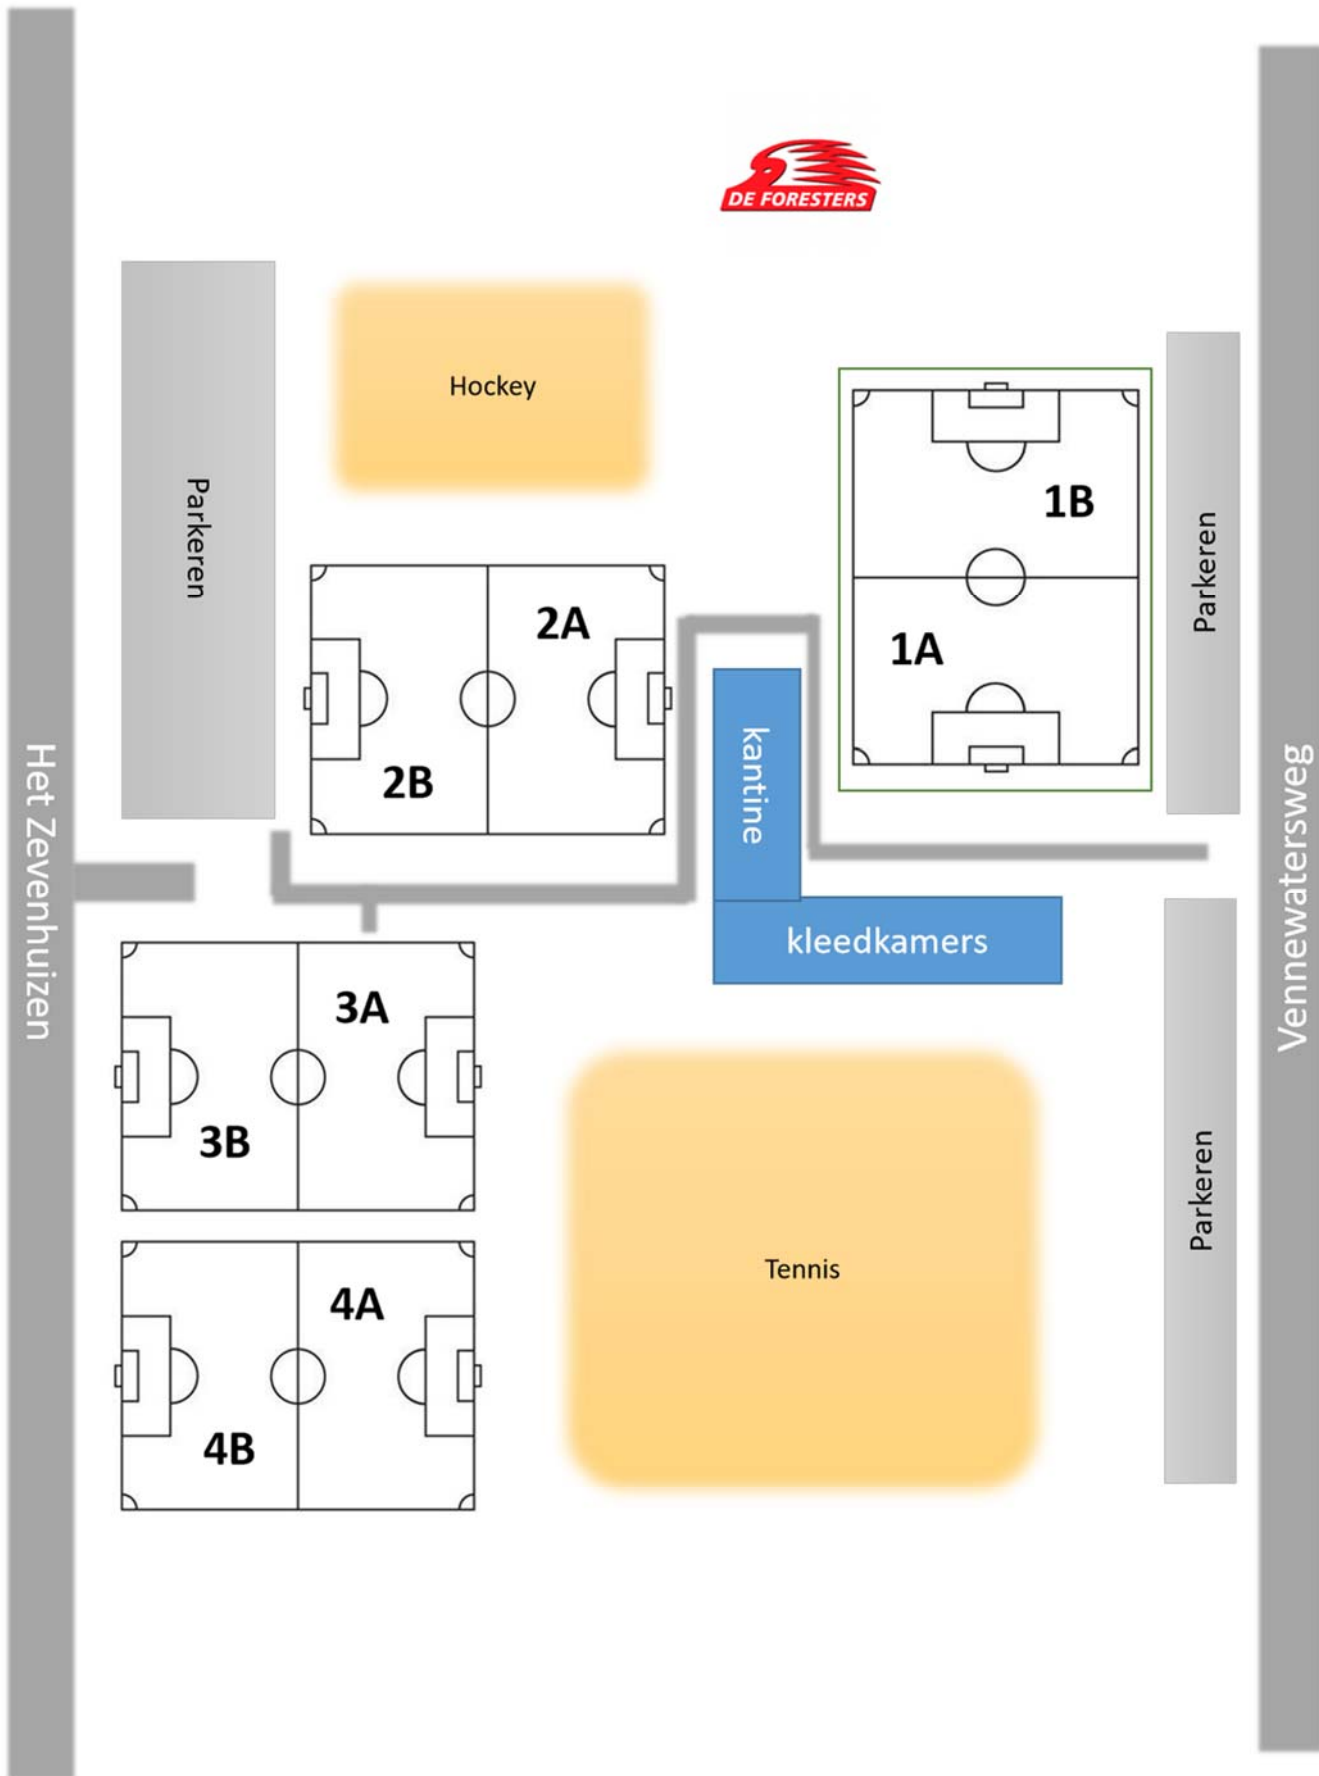 DE FORESTERS
Hockey
Parkeren
1B
Parkeren
2A
1A
2B
kantine
Het Zevenhuizen
Vennewatersweg
kleedkamers
3A
3B
Parkeren
Tennis
4A
4B